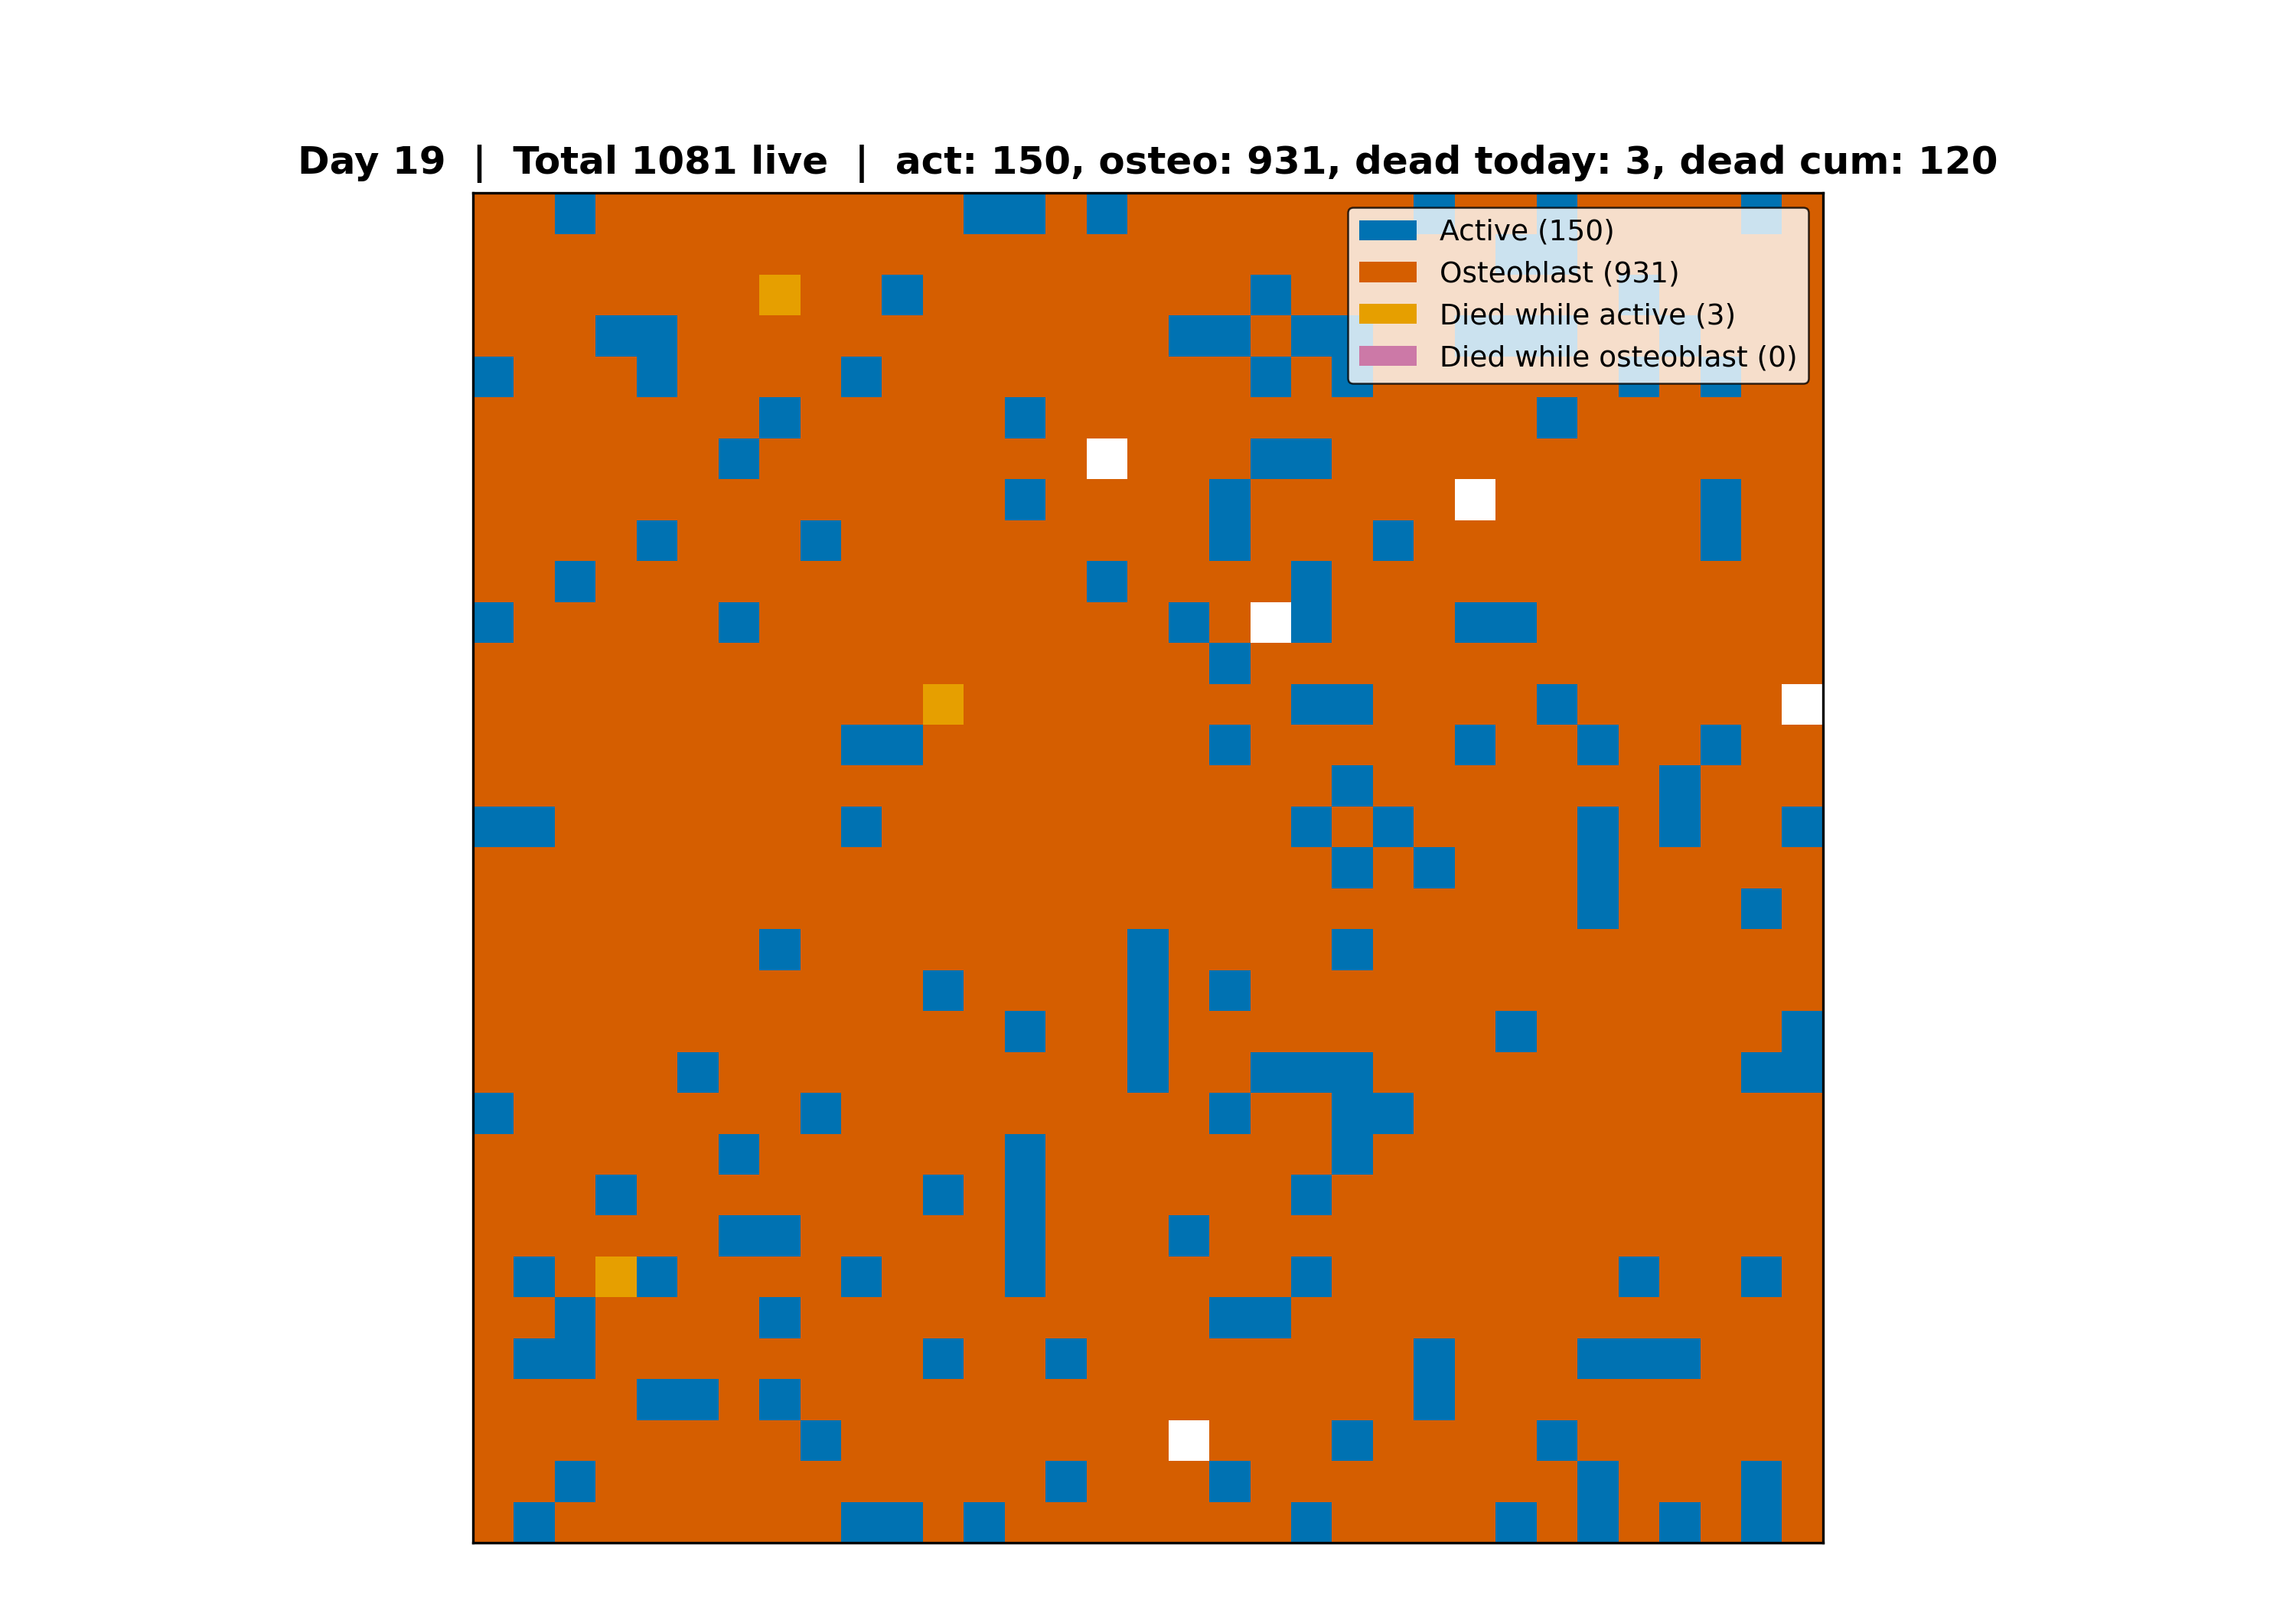 Day 19 | Total 1081 live | act: 150, osteo: 931, dead today: 3, dead cum: 120
Active (150)
Osteoblast (931)
Died while active (3)
Died while osteoblast (0)